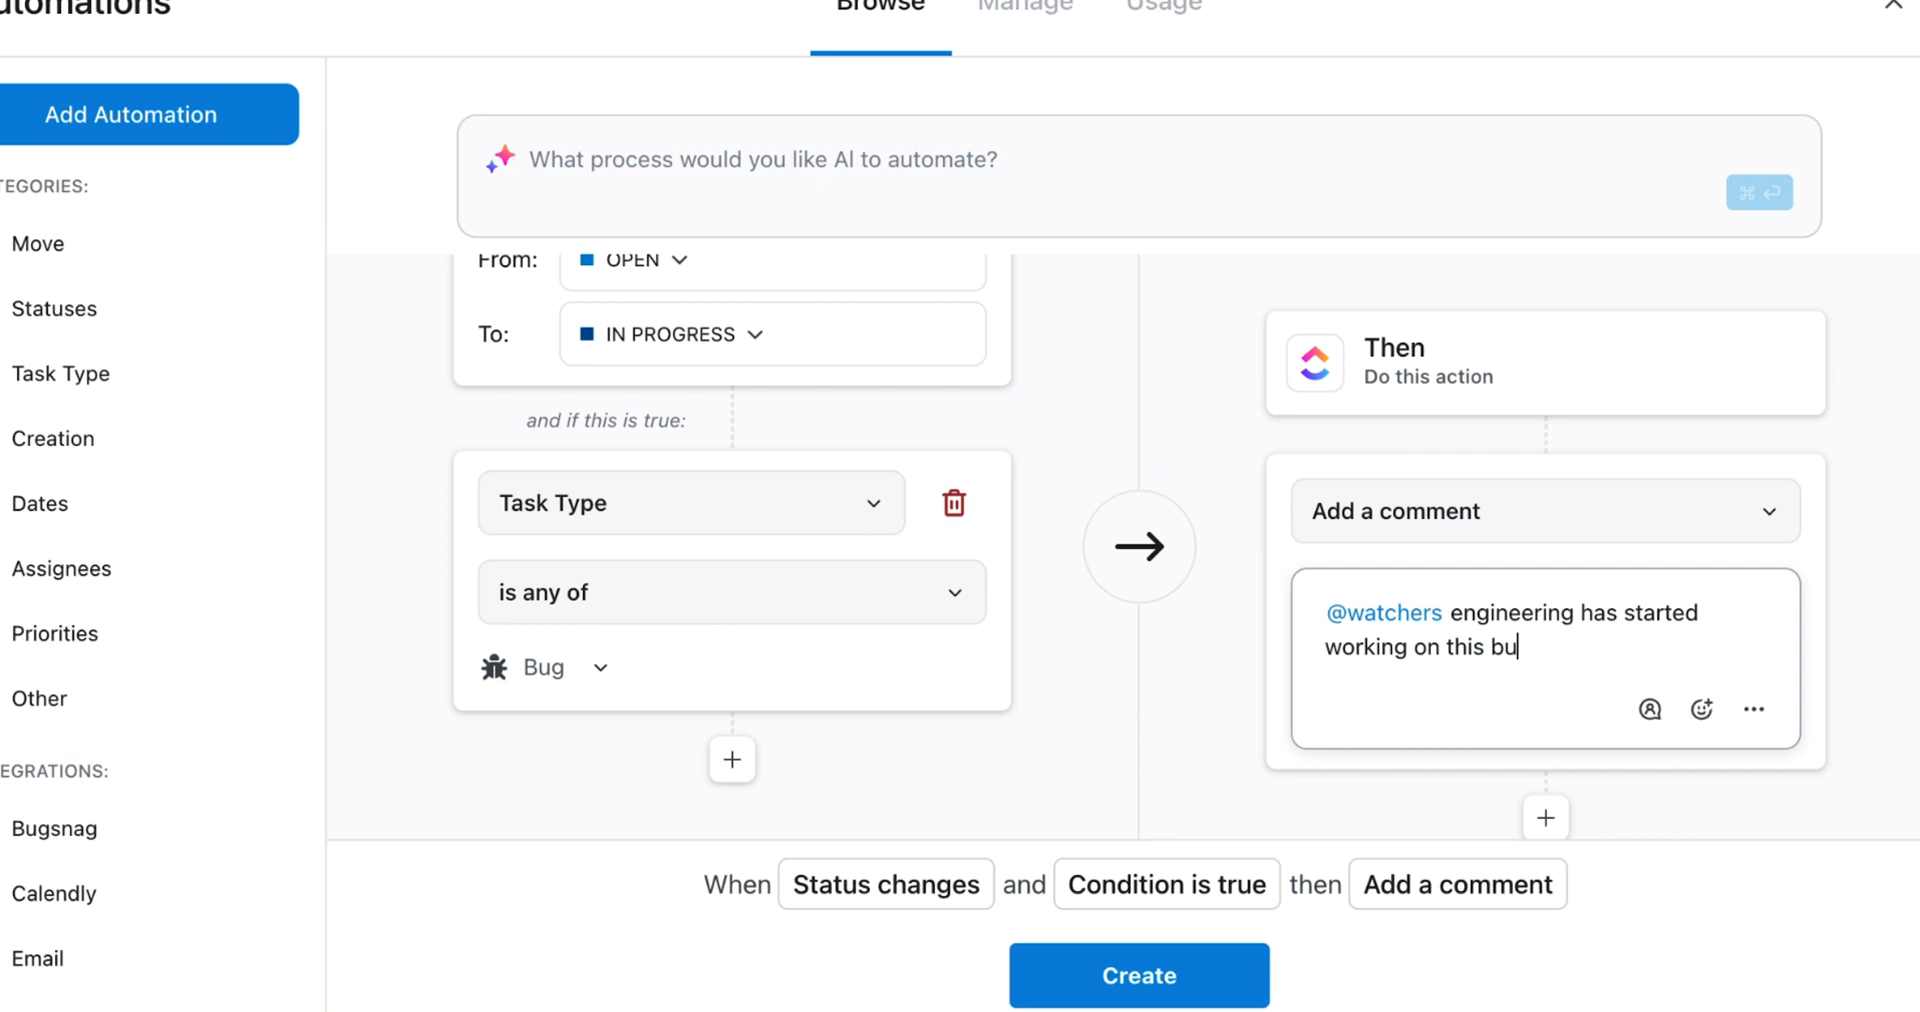 Automations
Browse
Manage
Usage
Add Automation
TEGORIES:
Move
Statuses
Task Type
Creation
Dates
Assignees
Priorities
Other
EGRATIONS:
Bugsnag
Calendly
Email
What process would you like AI to automate?
From: OPEN
To: IN PROGRESS
and if this is true:
Task Type
is any of
Bug
Then
Do this action
Add a comment
@watchers engineering has started
working on this bu
When Status changes and Condition is true then Add a comment
Create